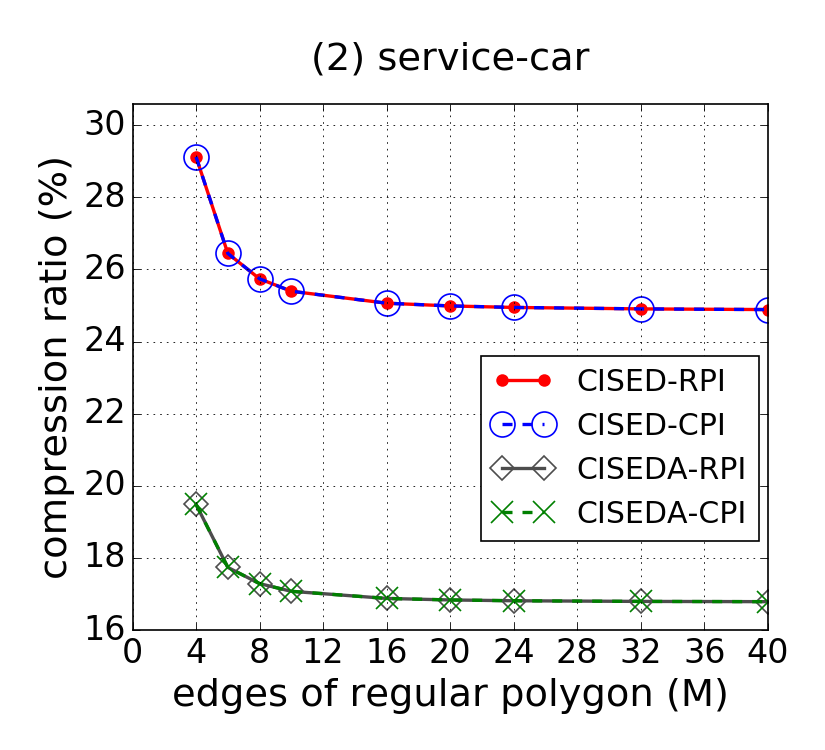 (2) service-car
compression ratio (%)
30
28
26
24
22
20
18
16
CISED-RPI
CISED-CPI
CISEDA-RPI
CISEDA-CPI
0 4 8 12 16 20 24 28 32 36 40
edges of regular polygon (M)